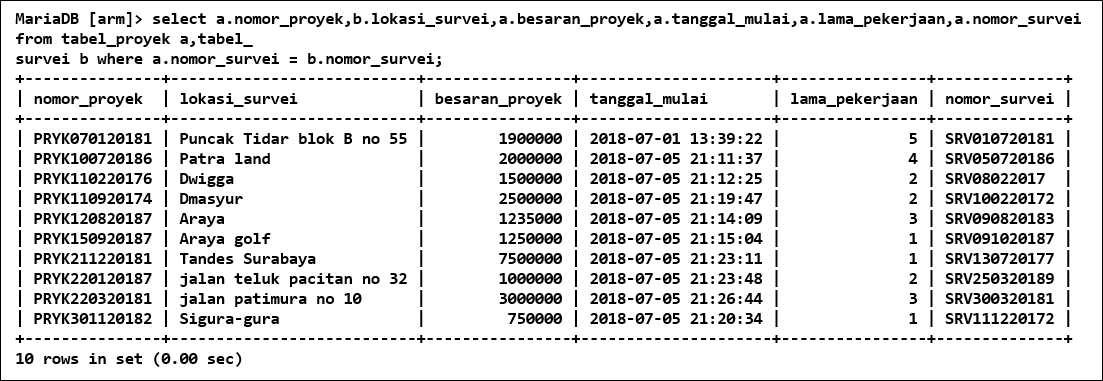 MariaDB [arm]> select a.nomor_proyek,b.lokasi_survei,a.besaran_proyek,a.tanggal_mulai,a.lama_pekerjaan,a.nomor_survei
from tabel_proyek a,tabel_
survei b where a.nomor_survei = b.nomor_survei;
+--------------+-------------------------+----------------+---------------------+----------------+--------------+
| nomor_proyek | lokasi_survei           | besaran_proyek | tanggal_mulai       | lama_pekerjaan | nomor_survei |
+--------------+-------------------------+----------------+---------------------+----------------+--------------+
| PRYK070120181 | Puncak Tidar blok B no 55 | 1900000 | 2018-07-01 13:39:22 | 5 | SRV010720181 |
| PRYK100720186 | Patra land | 2000000 | 2018-07-05 21:11:37 | 4 | SRV050720186 |
| PRYK110220176 | Dwigga | 1500000 | 2018-07-05 21:12:25 | 2 | SRV08022017 |
| PRYK110920174 | Dmasyur | 2500000 | 2018-07-05 21:19:47 | 2 | SRV100220172 |
| PRYK120820187 | Araya | 1235000 | 2018-07-05 21:14:09 | 3 | SRV090820183 |
| PRYK150920187 | Araya golf | 1250000 | 2018-07-05 21:15:04 | 1 | SRV091020187 |
| PRYK211220181 | Tandes Surabaya | 7500000 | 2018-07-05 21:23:11 | 1 | SRV130720177 |
| PRYK220120187 | jalan teluk pacitan no 32 | 1000000 | 2018-07-05 21:23:48 | 2 | SRV250320189 |
| PRYK220320181 | jalan patimura no 10 | 3000000 | 2018-07-05 21:26:44 | 3 | SRV300320181 |
| PRYK301120182 | Sigura-gura | 750000 | 2018-07-05 21:20:34 | 1 | SRV111220172 |
+--------------+-------------------------+----------------+---------------------+----------------+--------------+
10 rows in set (0.00 sec)